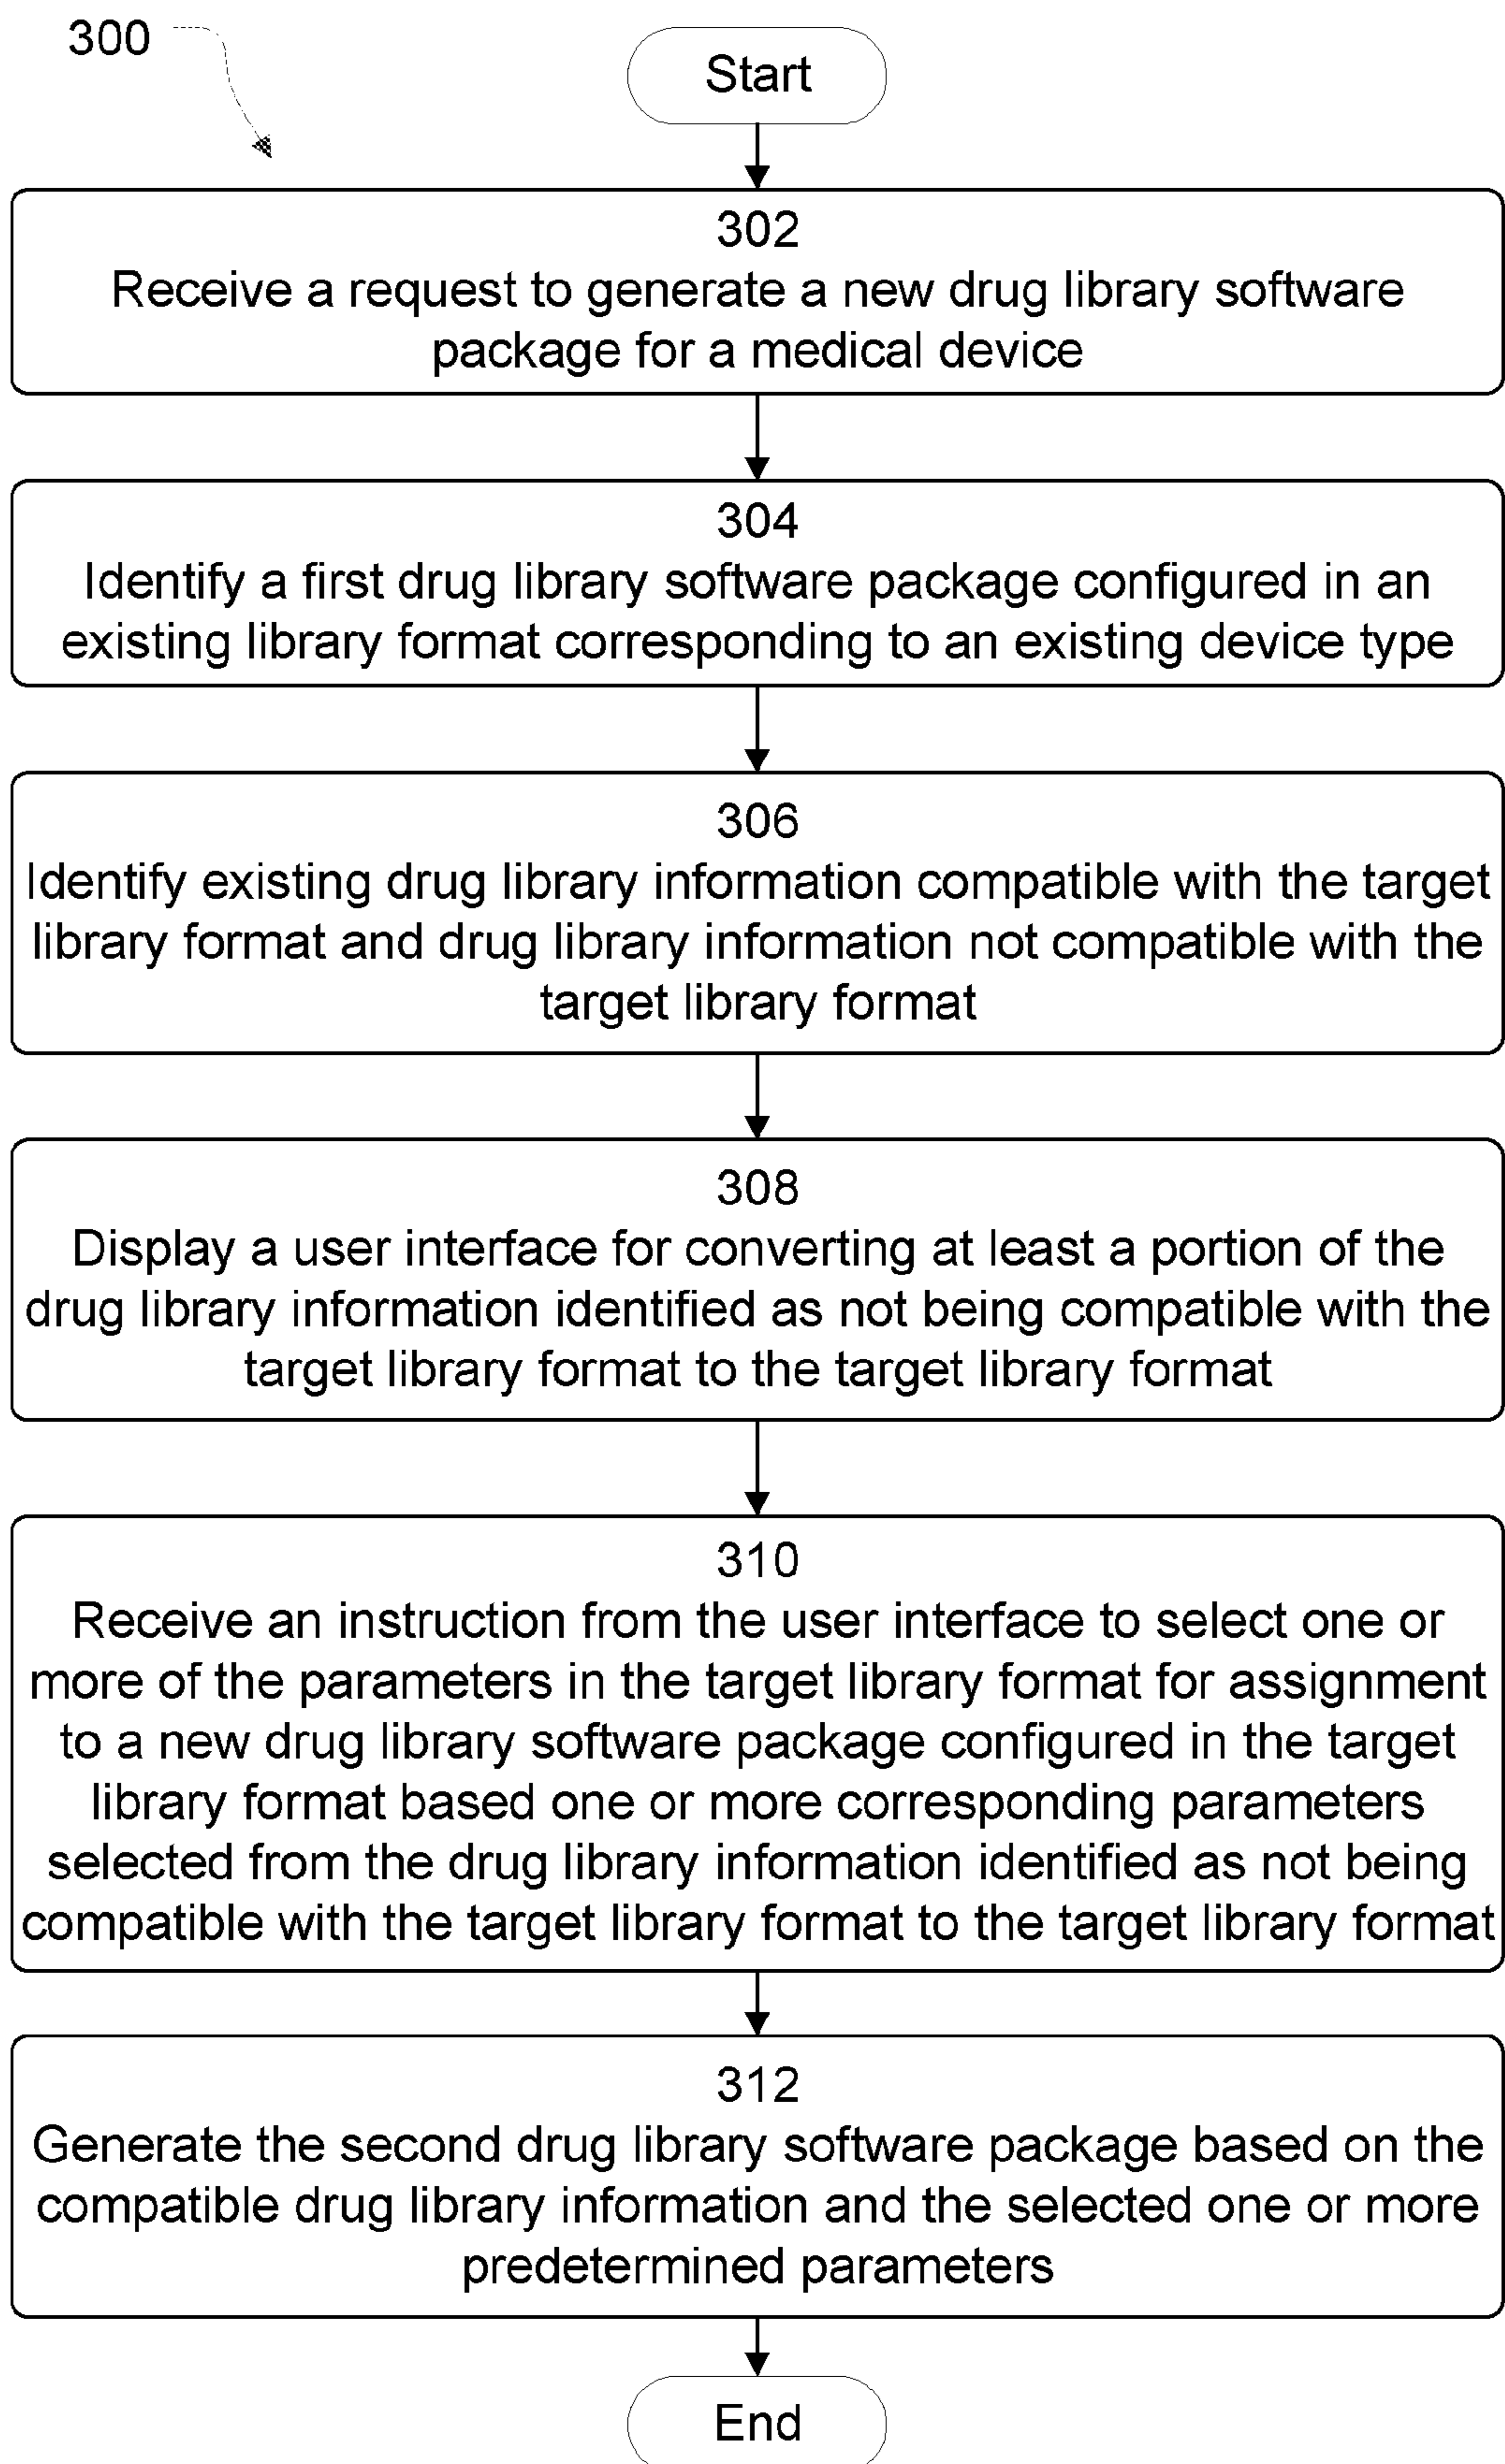 300
Start
302
Receive a request to generate a new drug library software
package for a medical device
304
Identify a first drug library software package configured in an
existing library format corresponding to an existing device type
306
Identify existing drug library information compatible with the target
library format and drug library information not compatible with the
target library format
308
Display a user interface for converting at least a portion of the
drug library information identified as not being compatible with the
target library format to the target library format
310
Receive an instruction from the user interface to select one or
more of the parameters in the target library format for assignment
to a new drug library software package configured in the target
library format based one or more corresponding parameters
selected from the drug library information identified as not being
compatible with the target library format to the target library format
312
Generate the second drug library software package based on the
compatible drug library information and the selected one or more
predetermined parameters
End